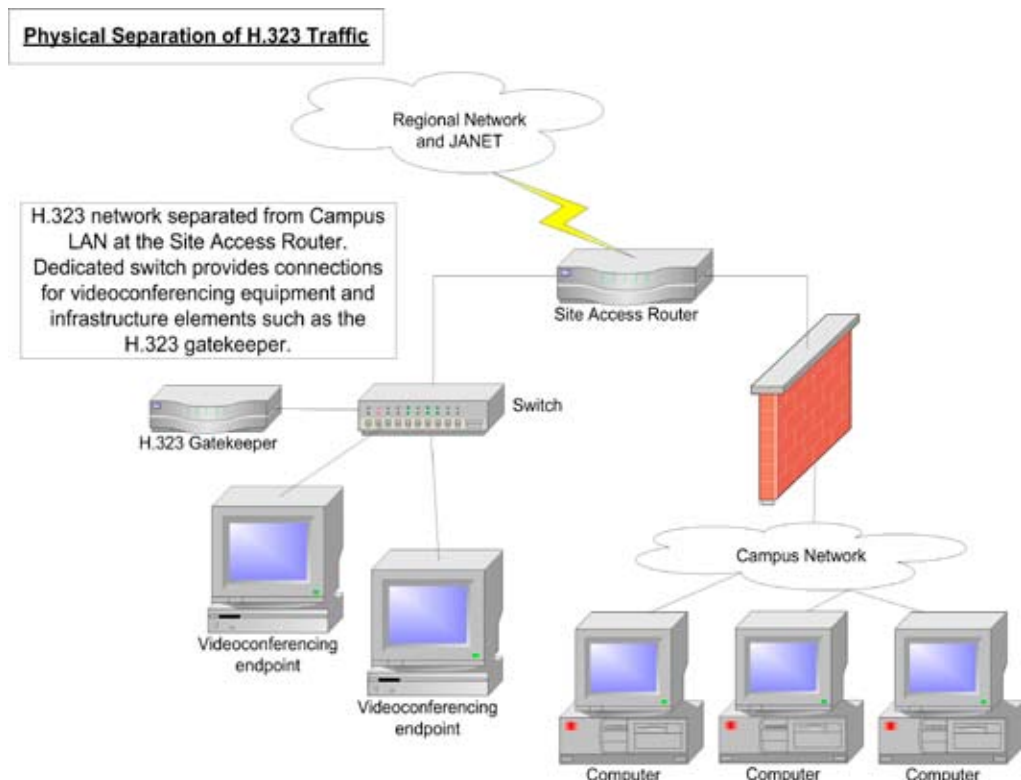 Physical Separation of H.323 Traffic
Regional Network
and JANET
H.323 network separated from Campus
LAN at the Site Access Router.
Dedicated switch provides connections
for videoconferencing equipment and
infrastructure elements such as the
H.323 gatekeeper.
Site Access Router
Switch
H.323 Gatekeeper
Campus Network
Videoconferencing
endpoint
Videoconferencing
endpoint
Computer
Computer
Computer